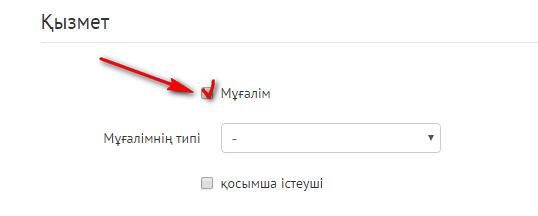 Қызмет
Мұғалім
Мұғалімнің типі -
қосымша істеуші